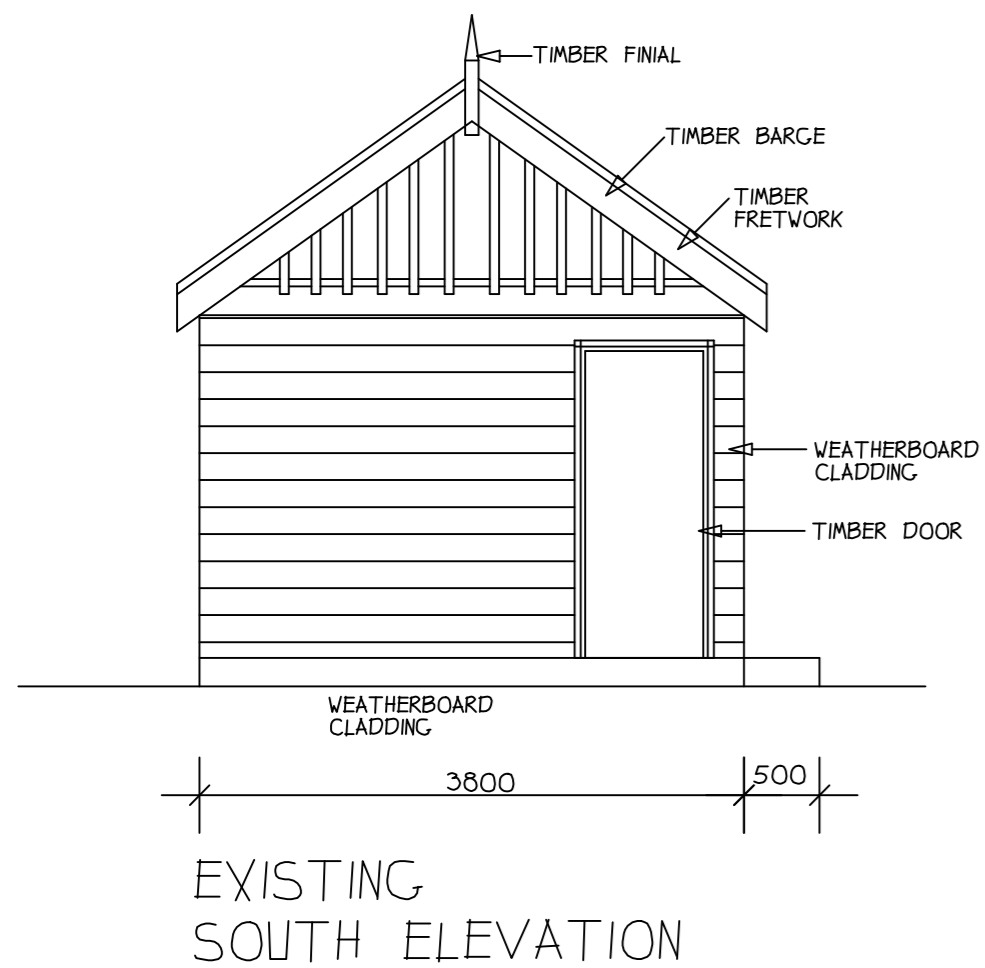 TIMBER FINIAL
TIMBER BARGE
TIMBER
FRETWORK
WEATHERBOARD
CLADDING
TIMBER DOOR
WEATHERBOARD
CLADDING
3800
500
EXISTING
SOUTH ELEVATION